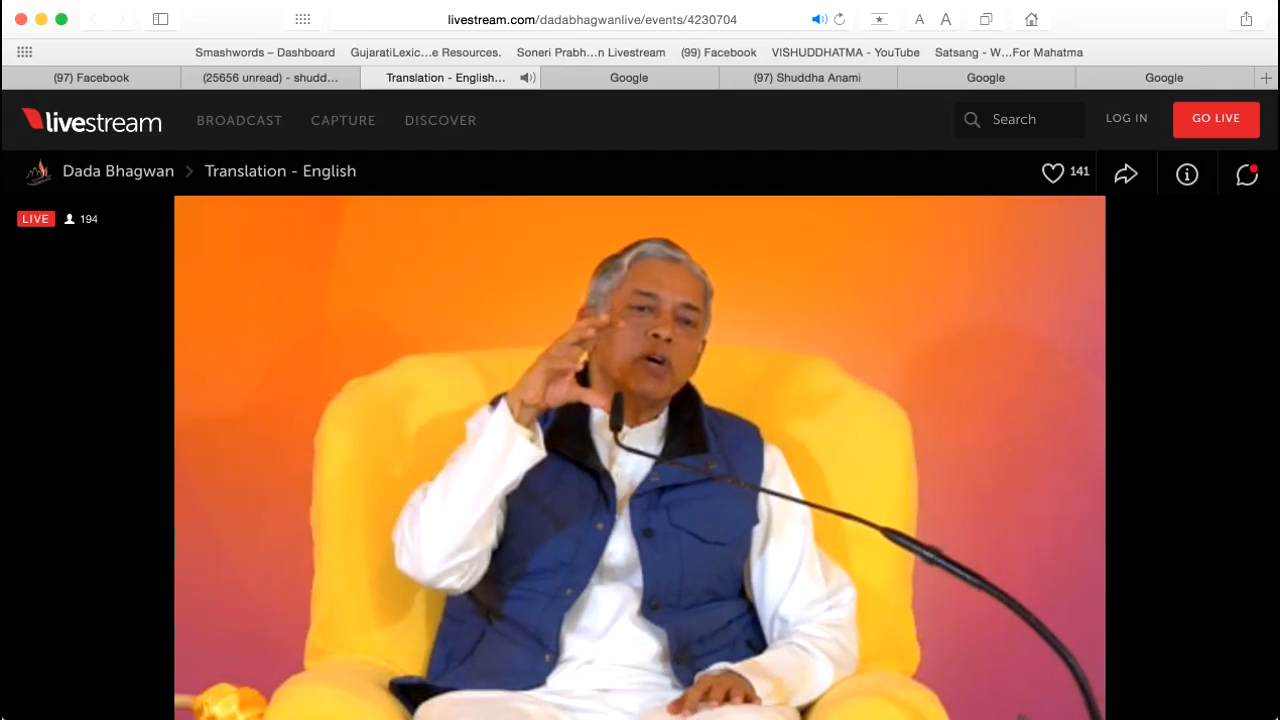 livestream.com/dadabhagwanlive/events/4230704
A A
Smashwords – Dashboard GujaratiLexic...e Resources. Soneri Prabh...n Livestream (99) Facebook VISHUDDHATMA - YouTube Satsang - W...For Mahatma
(97) Facebook (25656 unread) - shudd... Translation - English... Google (97) Shuddha Anami Google Google
livestream BROADCAST CAPTURE DISCOVER Search LOG IN GO LIVE
Dada Bhagwan Translation - English 141
LIVE 194